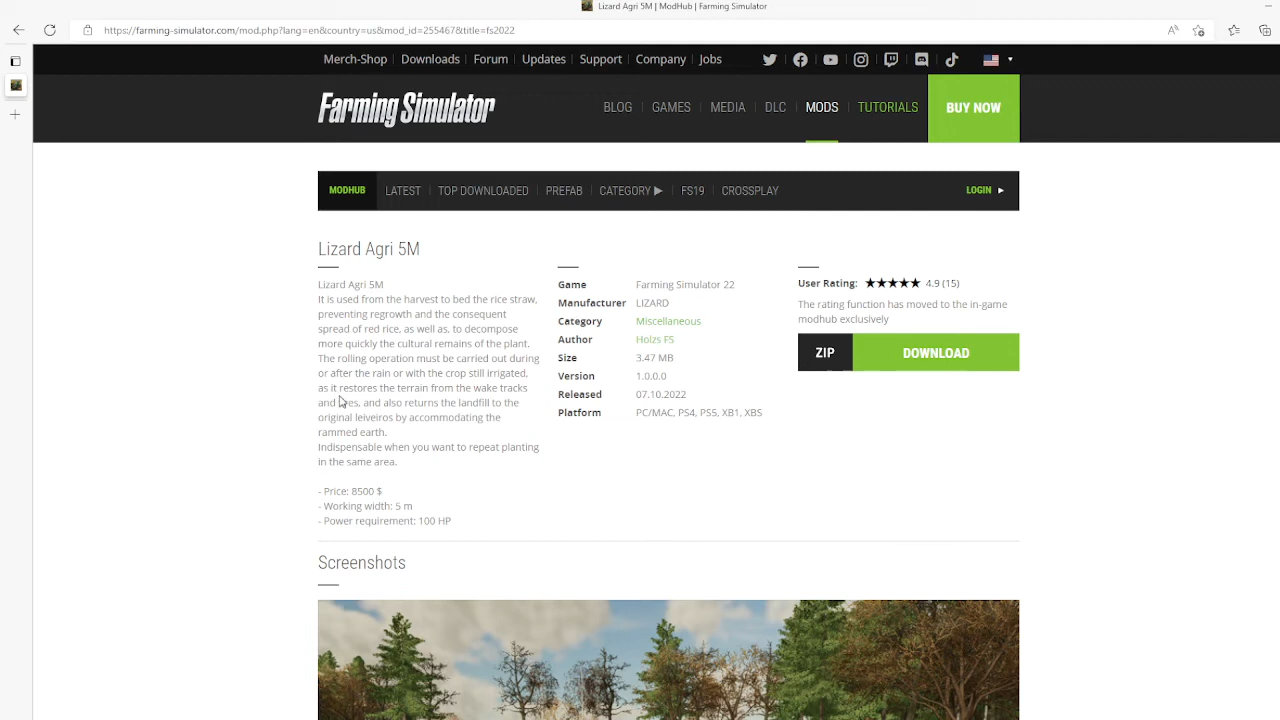 Lizard Agri 5M | ModHub | Farming Simulator
https://farming-simulator.com/mod.php?lang=en&country=us&mod_id=255467&title=fs2022
Merch-Shop Downloads Forum Updates Support Company Jobs
Farming Simulator BLOG GAMES MEDIA DLC MODS TUTORIALS BUY NOW
MODHUB LATEST TOP DOWNLOADED PREFAB CATEGORY ▶ FS19 CROSSPLAY LOGIN ▶
Lizard Agri 5M
Lizard Agri 5M
It is used from the harvest to bed the rice straw,
preventing regrowth and the consequent
spread of red rice, as well as, to decompose
more quickly the cultural remains of the plant.
The rolling operation must be carried out during
or after the rain or with the crop still irrigated,
as it restores the terrain from the wake tracks
and, and also returns the landfill to the
original leiveiros by accommodating the
rammed earth.
Indispensable when you want to repeat planting
in the same area.
- Price: 8500 $
- Working width: 5 m
- Power requirement: 100 HP
Game Farming Simulator 22
Manufacturer LIZARD
Category Miscellaneous
Author Holzs FS
Size 3.47 MB
Version 1.0.0.0
Released 07.10.2022
Platform PC/MAC, PS4, PS5, XB1, XBS
User Rating: ★★★★★ 4.9 (15)
The rating function has moved to the in-game
modhub exclusively
ZIP DOWNLOAD
Screenshots